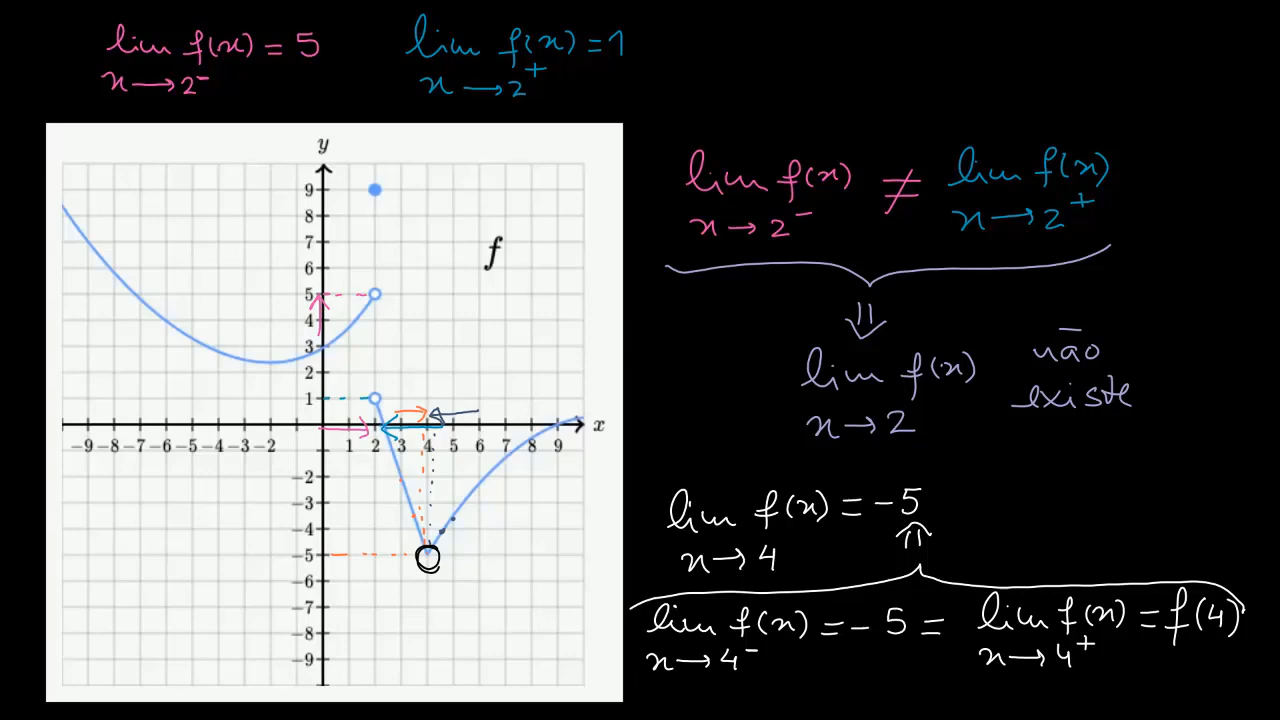 lim f(x) = 5
x → 2⁻
lim f(x) = 1
x → 2⁺
y
9
8
7
6
5
4
3
2
1
f
x
-9 -8 -7 -6 -5 -4 -3 -2 1 2 3 4 5 6 7 8 9
-2
-3
-4
-5
-6
-7
-8
-9
lim f(x) ≠ lim f(x)
x → 2⁻ x → 2⁺
⇓
lim f(x) não
x → 2 existe
lim f(x) = -5
x → 4
⇑
lim f(x) = -5 = lim f(x) = f(4)
x → 4⁻ x → 4⁺